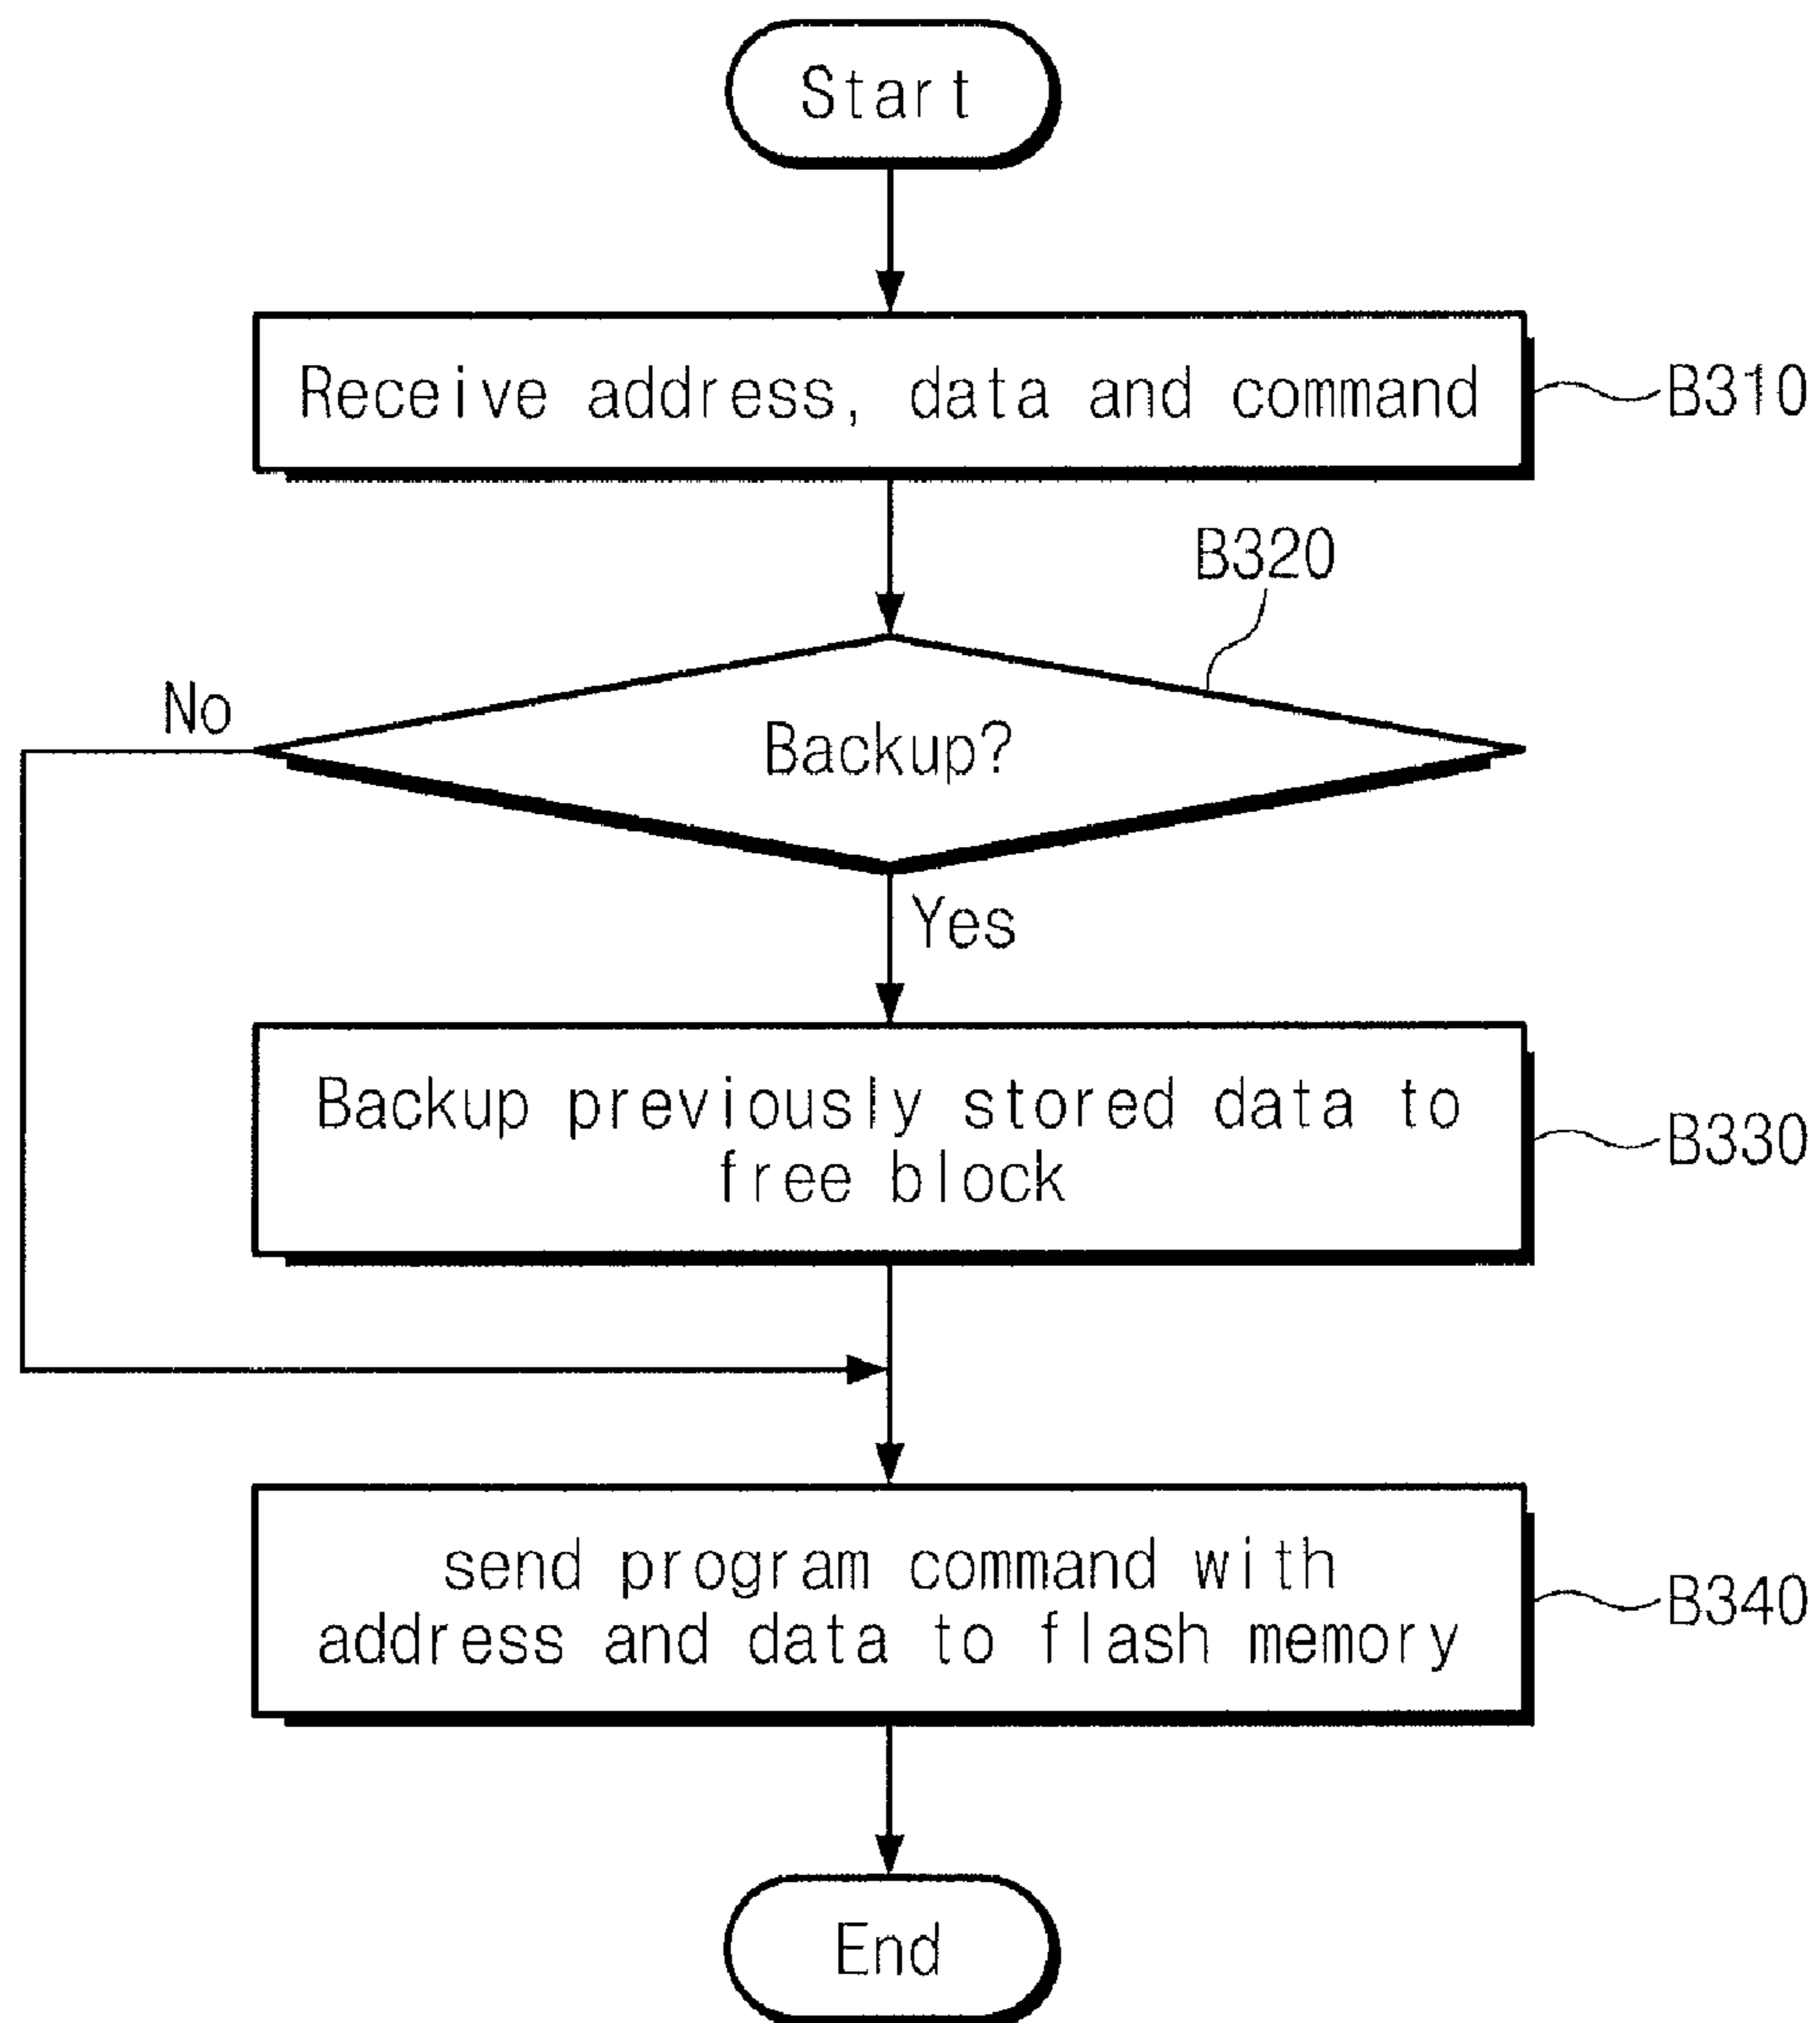 Start
Receive address, data and command
B310
B320
No
Backup?
Yes
Backup previously stored data to
free block
B330
send program command with
address and data to flash memory
B340
End